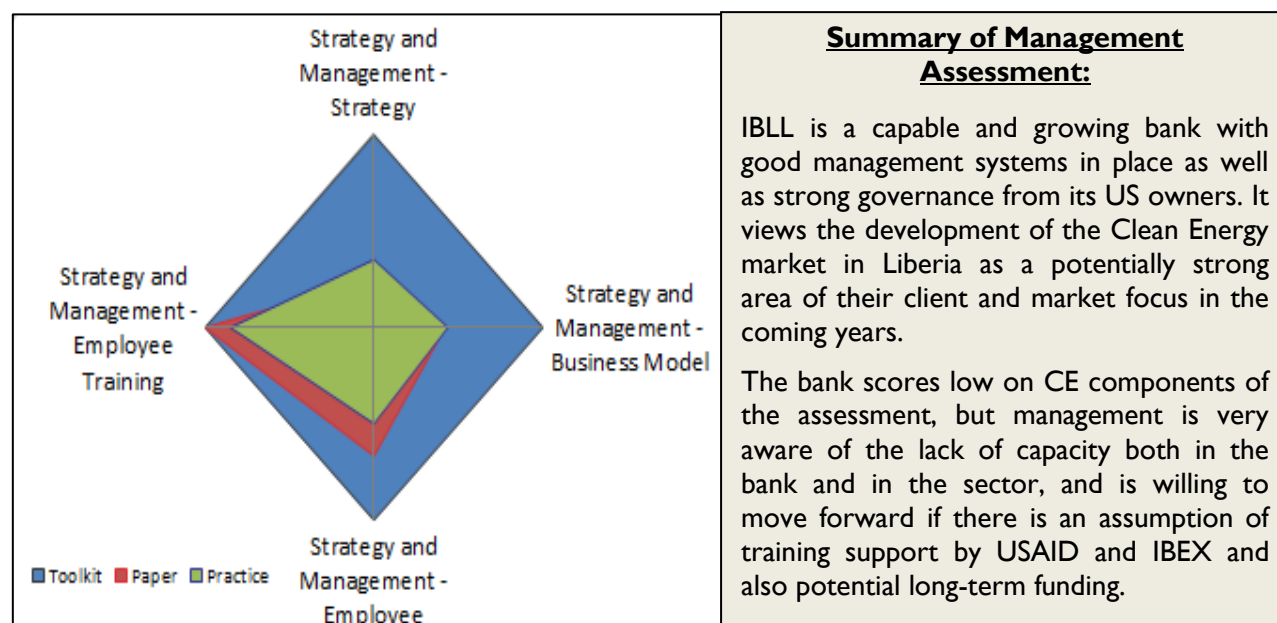 Strategy and
Management -
Strategy
Strategy and
Management -
Employee
Training
Strategy and
Management -
Business Model
Strategy and
Management -
Employee
Toolkit Paper Practice
Summary of Management
Assessment:
IBLL is a capable and growing bank with
good management systems in place as well
as strong governance from its US owners. It
views the development of the Clean Energy
market in Liberia as a potentially strong
area of their client and market focus in the
coming years.
The bank scores low on CE components of
the assessment, but management is very
aware of the lack of capacity both in the
bank and in the sector, and is willing to
move forward if there is an assumption of
training support by USAID and IBEX and
also potential long-term funding.